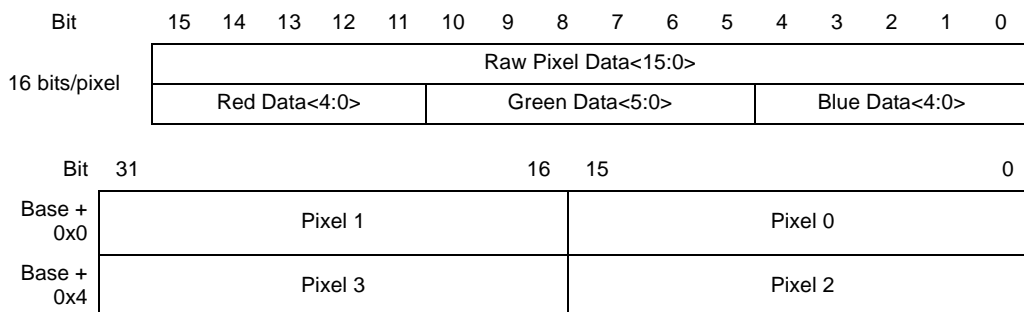 Bit 15 14 13 12 11 10 9 8 7 6 5 4 3 2 1 0
16 bits/pixel
Raw Pixel Data<15:0>
Red Data<4:0> Green Data<5:0> Blue Data<4:0>
Bit 31 16 15 0
Base +
0x0
Pixel 1 Pixel 0
Base +
0x4
Pixel 3 Pixel 2